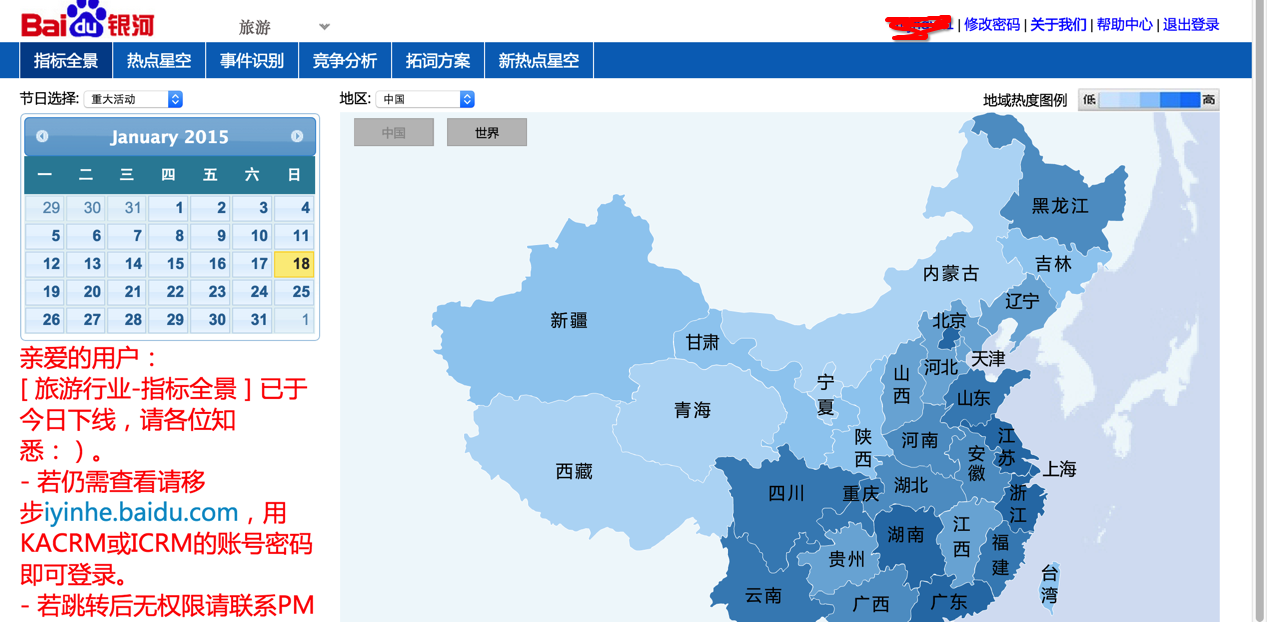 Bai du 银河
旅游
| 修改密码 | 关于我们 | 帮助中心 | 退出登录
指标全景 热点星空 事件识别 竞争分析 拓词方案 新热点星空
节日选择: 重大活动
地区: 中国
地域热度图例 低 高
中国 世界
January 2015
一 二 三 四 五 六 日
29 30 31 1 2 3 4
5 6 7 8 9 10 11
12 13 14 15 16 17 18
19 20 21 22 23 24 25
26 27 28 29 30 31 1
亲爱的用户：
[ 旅游行业-指标全景 ] 已于
今日下线，请各位知
悉：）。
- 若仍需查看请移
步iyinhe.baidu.com，用
KACRM或ICRM的账号密码
即可登录。
- 若跳转后无权限请联系PM
黑龙江
吉林
内蒙古
辽宁
新疆
北京
甘肃
天津
河北
山西
宁夏
山东
青海
陕西
河南
江苏
安徽
上海
西藏
四川
重庆
湖北
浙江
湖南
江西
福建
贵州
台湾
云南
广西
广东